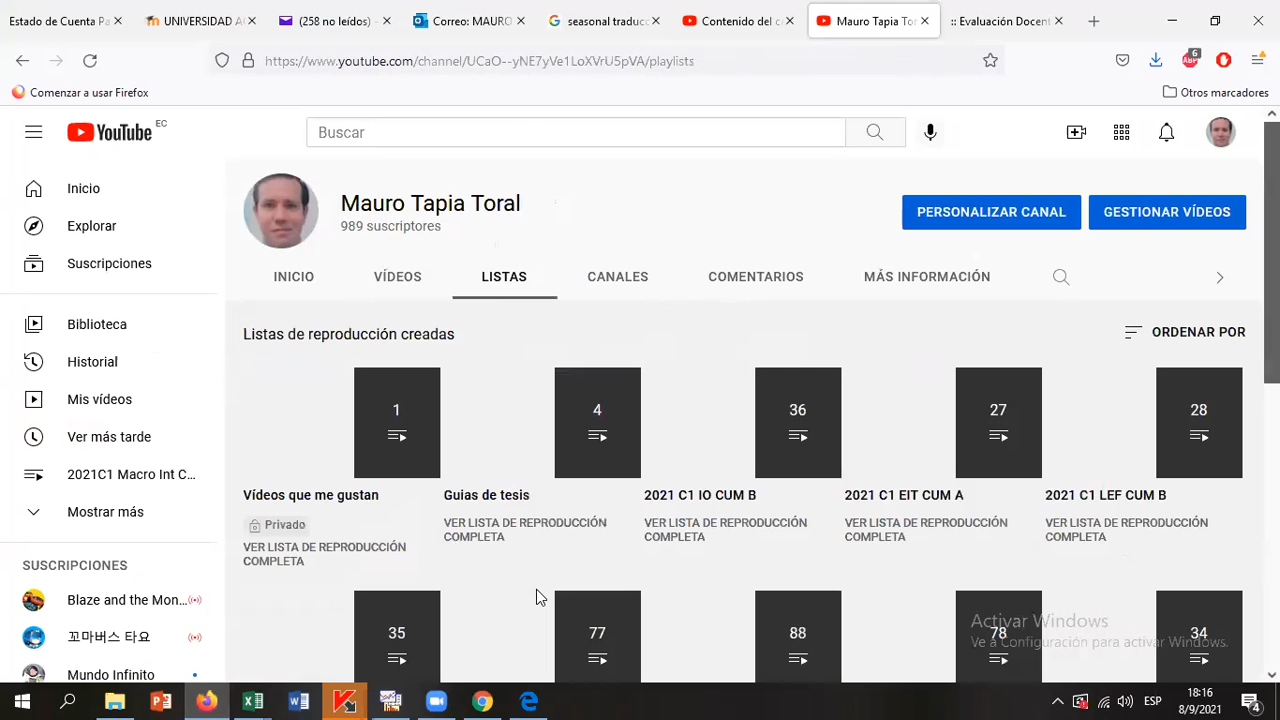 Estado de Cuenta Pa
UNIVERSIDAD AG
(258 no leídos)
Correo: MAURO
seasonal traducc
Contenido del c
Mauro Tapia Tor
:: Evaluación Docent
https://www.youtube.com/channel/UCaO--yNE7yVe1LoXVrU5pVA/playlists
6
ABP
Comenzar a usar Firefox
Otros marcadores
YouTube EC
Buscar
Inicio
Explorar
Suscripciones
Biblioteca
Historial
Mis vídeos
Ver más tarde
2021C1 Macro Int C...
Mostrar más
SUSCRIPCIONES
Blaze and the Mon...
꼬마버스 타요
Mundo Infinito
Mauro Tapia Toral
989 suscriptores
PERSONALIZAR CANAL
GESTIONAR VÍDEOS
INICIO
VÍDEOS
LISTAS
CANALES
COMENTARIOS
MÁS INFORMACIÓN
Listas de reproducción creadas
ORDENAR POR
1
4
36
27
28
Vídeos que me gustan
Privado
VER LISTA DE REPRODUCCIÓN
COMPLETA
Guias de tesis
VER LISTA DE REPRODUCCIÓN
COMPLETA
2021 C1 IO CUM B
VER LISTA DE REPRODUCCIÓN
COMPLETA
2021 C1 EIT CUM A
VER LISTA DE REPRODUCCIÓN
COMPLETA
2021 C1 LEF CUM B
VER LISTA DE REPRODUCCIÓN
COMPLETA
35
77
88
78
34
Activar Windows
Ve a Configuración para activar Windows.
ESP
18:16
8/9/2021
4